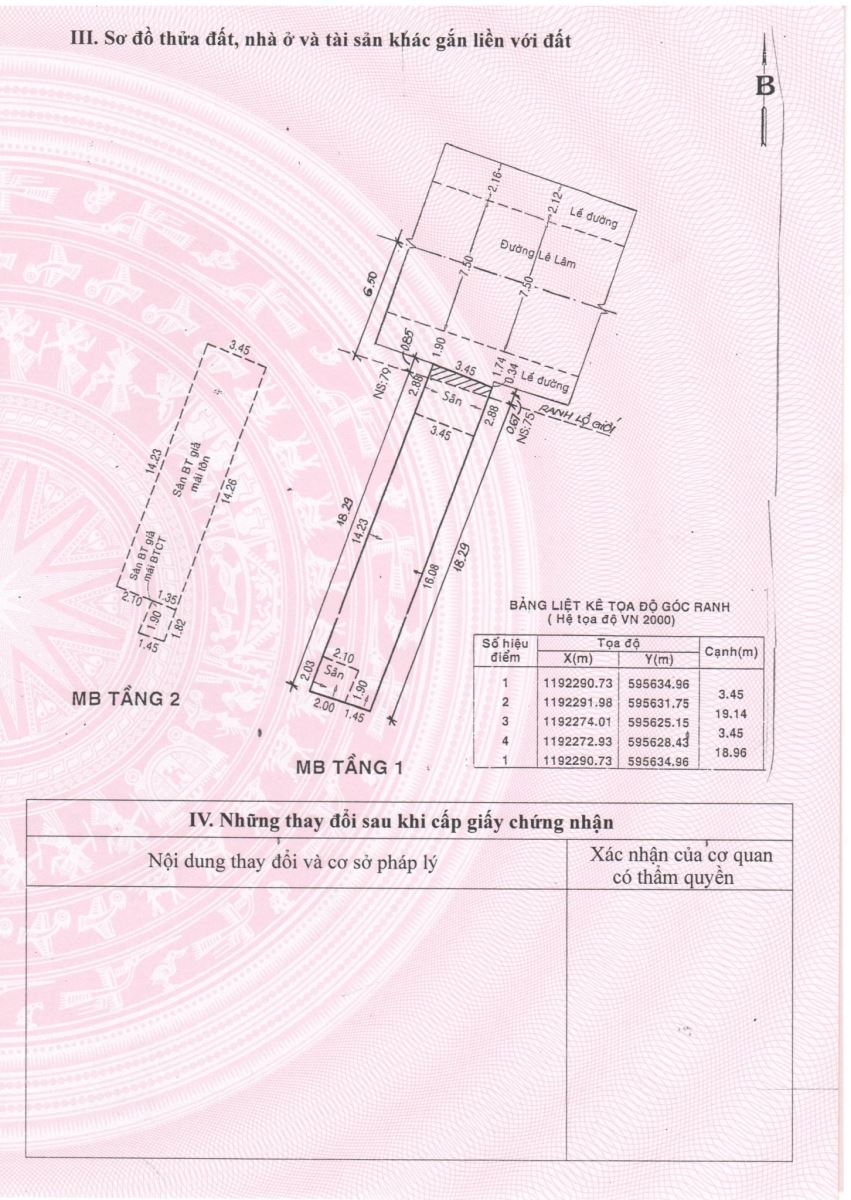 III. Sơ đồ thửa đất, nhà ở và tài sản khác gắn liền với đất
B
2.16
2.12
Lề đường
Đường Lê Lâm
7.50
7.50
6.50
1.90
0.85
3.45
1.74
0.34
Lề đường
NS:79
2.88
Sân
2.88
0.67
NS:75
RANH LỘ GIỚI
3.45
3.45
14.23
Sàn BT giả
mái tôn
14.26
18.29
14.23
16.08
18.29
Sàn BT giả
mái BTCT
2.10
1.35
1.90
1.82
1.45
MB TẦNG 2
2.10
2.03
Sân
1.90
2.00
1.45
MB TẦNG 1
BẢNG LIỆT KÊ TỌA ĐỘ GÓC RANH
( Hệ tọa độ VN 2000)
Số hiệu điểm Tọa độ Cạnh(m)
X(m) Y(m)
1 1192290.73 595634.96
3.45
2 1192291.98 595631.75
19.14
3 1192274.01 595625.15
3.45
4 1192272.93 595628.43
18.96
1 1192290.73 595634.96
IV. Những thay đổi sau khi cấp giấy chứng nhận
Nội dung thay đổi và cơ sở pháp lý
Xác nhận của cơ quan
có thẩm quyền